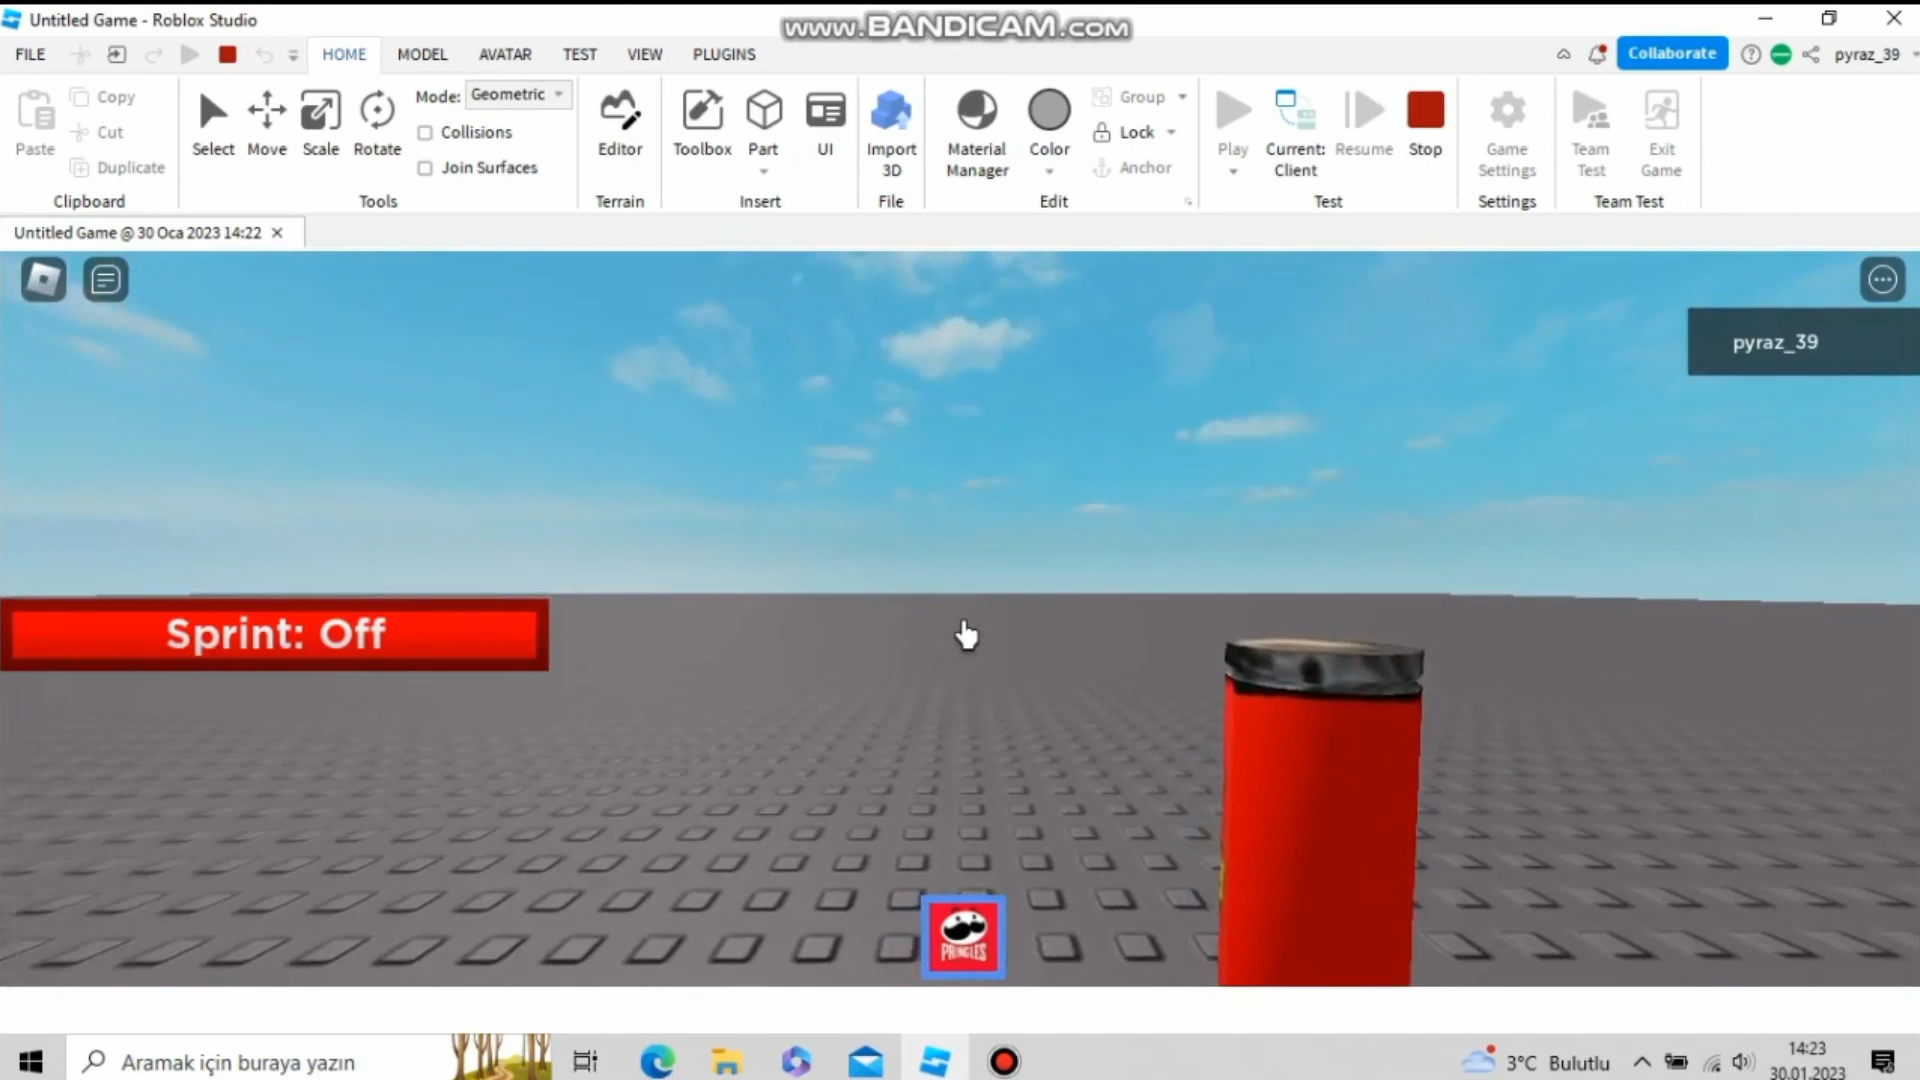 Untitled Game - Roblox Studio
www.BANDICAM.com
FILE
HOME
MODEL
AVATAR
TEST
VIEW
PLUGINS
Collaborate
pyraz_39
Paste
Copy
Cut
Duplicate
Clipboard
Select
Move
Scale
Rotate
Mode: Geometric
Collisions
Join Surfaces
Tools
Editor
Terrain
Toolbox
Part
UI
Insert
Import
3D
File
Material
Manager
Color
Group
Lock
Anchor
Edit
Play
Current:
Client
Resume
Stop
Test
Game
Settings
Settings
Team
Test
Exit
Game
Team Test
Untitled Game @ 30 Oca 2023 14:22
pyraz_39
Sprint: Off
PRINGLES
Aramak için buraya yazın
3°C Bulutlu
14:23
30.01.2023